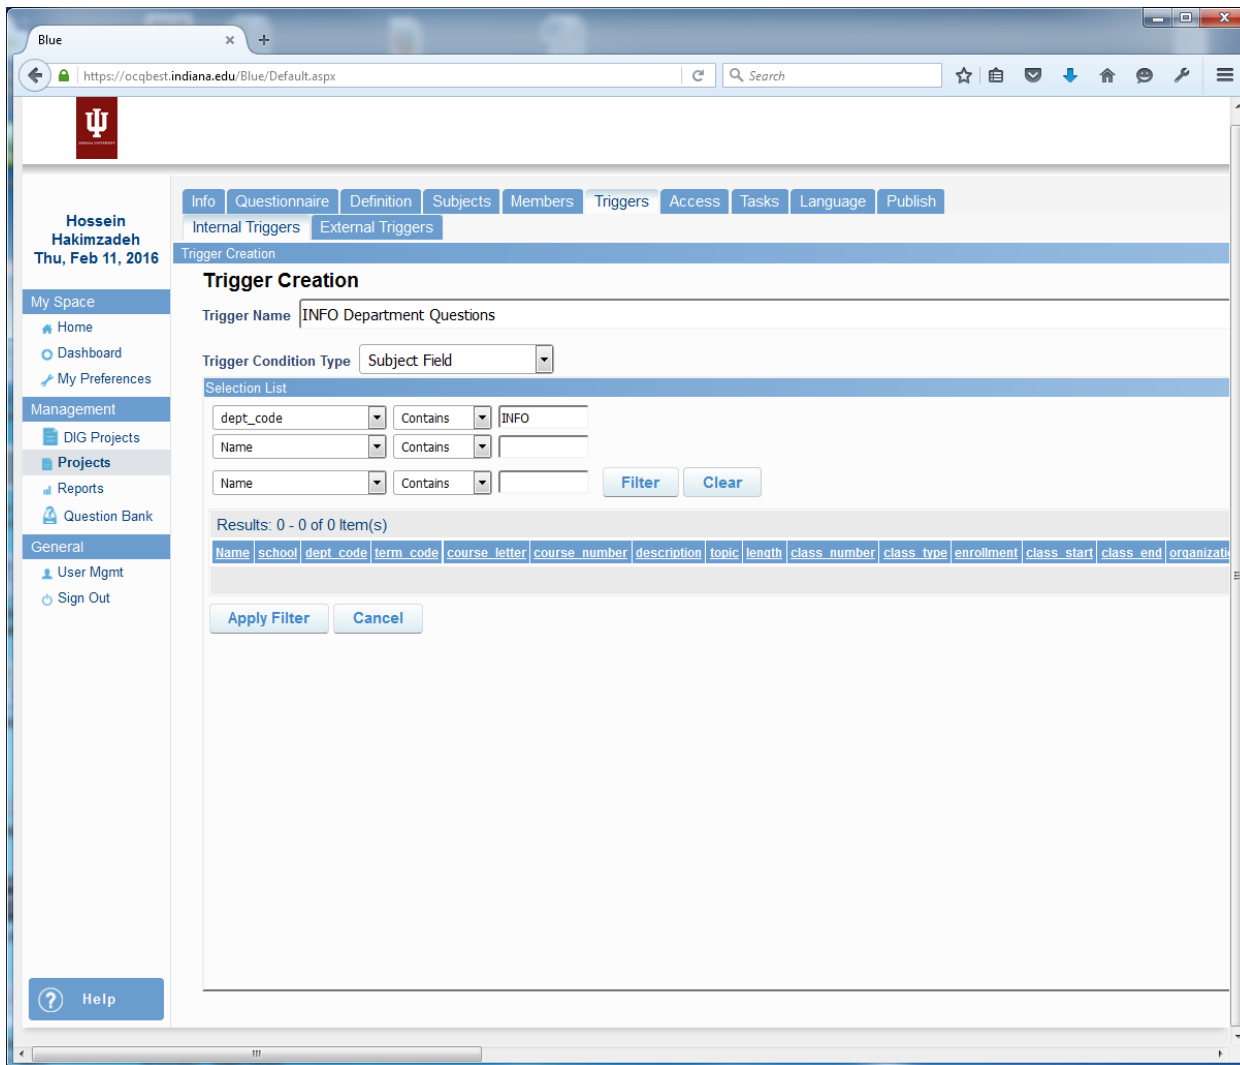 Blue
https://ocqbest.indiana.edu/Blue/Default.aspx
Search
Ψ
INDIANA UNIVERSITY
Hossein
Hakimzadeh
Thu, Feb 11, 2016
My Space
Home
Dashboard
My Preferences
Management
DIG Projects
Projects
Reports
Question Bank
General
User Mgmt
Sign Out
Help
Info Questionnaire Definition Subjects Members Triggers Access Tasks Language Publish
Internal Triggers External Triggers
Trigger Creation
Trigger Creation
Trigger Name INFO Department Questions
Trigger Condition Type Subject Field
Selection List
dept_code Contains INFO
Name Contains
Name Contains Filter Clear
Results: 0 - 0 of 0 Item(s)
Name school dept_code term_code course_letter course_number description topic length class_number class_type enrollment class_start class_end organizati
Apply Filter Cancel